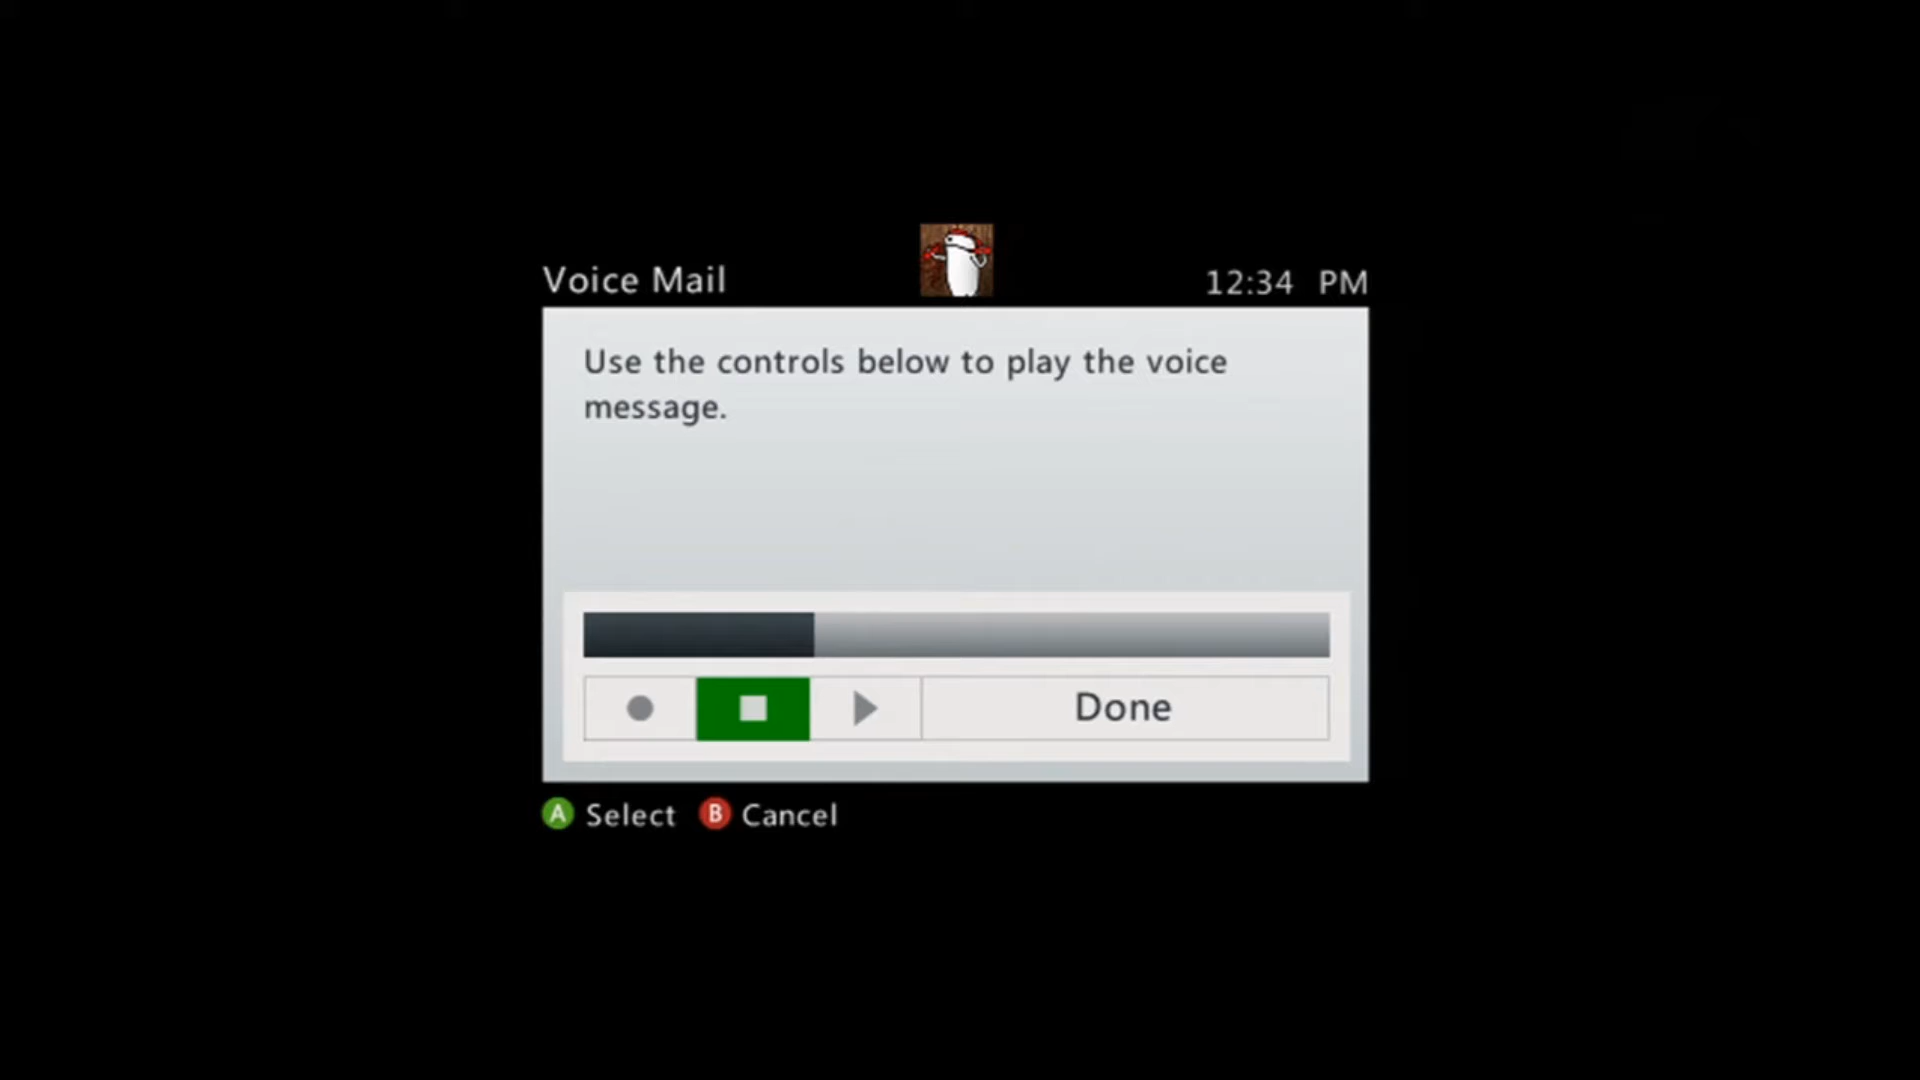 Voice Mail
12:34 PM
Use the controls below to play the voice
message.
Done
A Select B Cancel